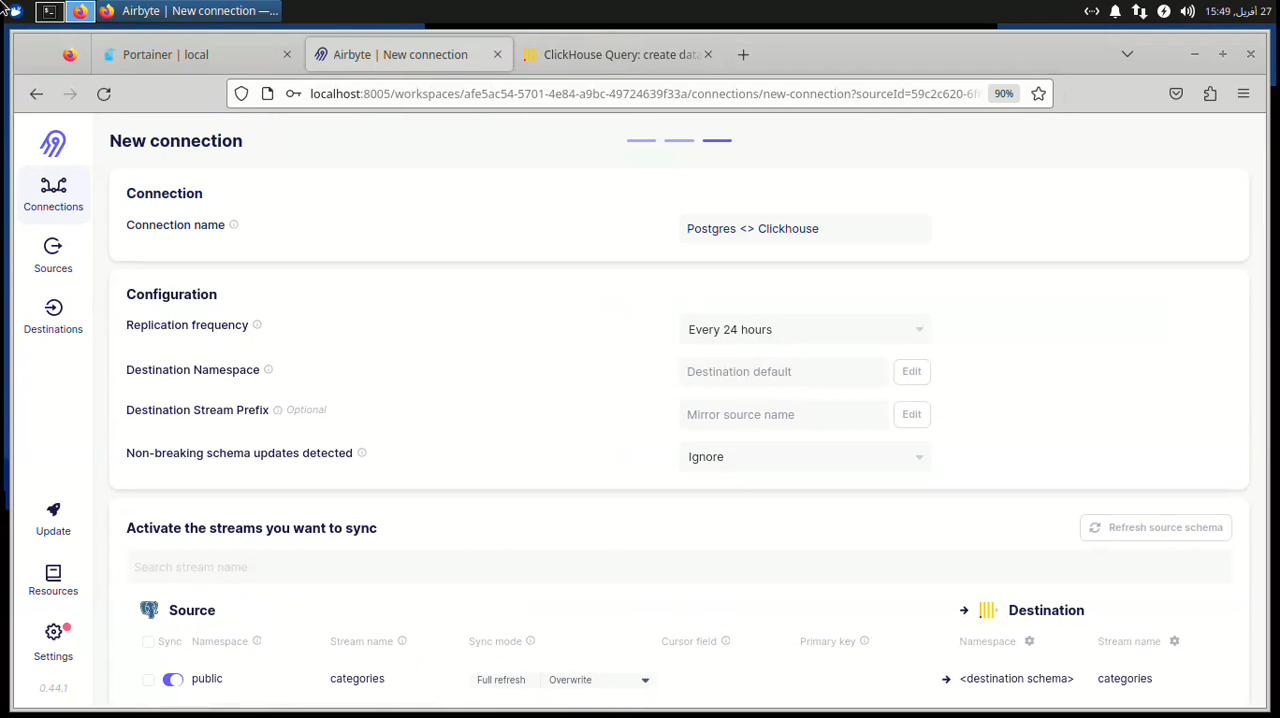 Airbyte | New connection —...
27 أفريل, 15:49
Portainer | local
Airbyte | New connection
ClickHouse Query: create data
localhost:8005/workspaces/afe5ac54-5701-4e84-a9bc-49724639f33a/connections/new-connection?sourceId=59c2c620-6f
90%
New connection
Connections
Sources
Destinations
Update
Resources
Settings
0.44.1
Connection
Connection name
Postgres <> Clickhouse
Configuration
Replication frequency
Every 24 hours
Destination Namespace
Destination default
Edit
Destination Stream Prefix Optional
Mirror source name
Edit
Non-breaking schema updates detected
Ignore
Activate the streams you want to sync
Refresh source schema
Search stream name
Source
Destination
Sync Namespace Stream name Sync mode Cursor field Primary key Namespace Stream name
public categories Full refresh Overwrite <destination schema> categories